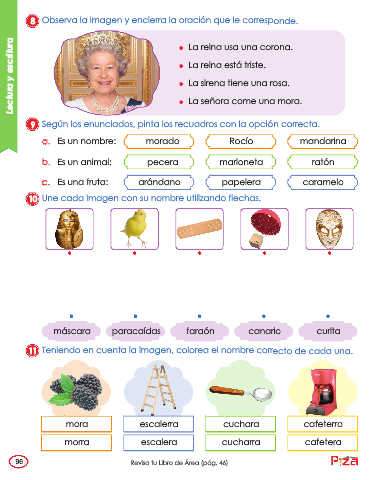 Lectura y escritura
8 Observa la imagen y encierra la oración que le corresponde.
• La reina usa una corona.
• La reina está triste.
• La sirena tiene una rosa.
• La señora come una mora.
9 Según los enunciados, pinta los recuadros con la opción correcta.
a. Es un nombre: morado Rocío mandarina
b. Es un animal: pecera marioneta ratón
c. Es una fruta: arándano papelera caramelo
10 Une cada imagen con su nombre utilizando flechas.
máscara paracaídas faraón canario curita
11 Teniendo en cuenta la imagen, colorea el nombre correcto de cada una.
mora escalerra cuchara cafeterra
morra escalera cucharra cafetera
96 Revisa tu Libro de Área (pág. 46)